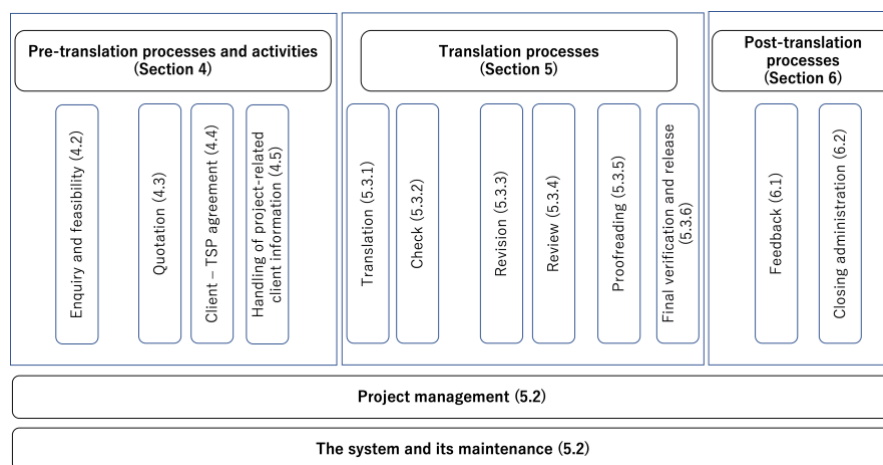 Pre-translation processes and activities
(Section 4)
Enquiry and feasibility (4.2)
Quotation (4.3)
Client – TSP agreement (4.4)
Handling of project-related
client information (4.5)
Translation processes
(Section 5)
Translation (5.3.1)
Check (5.3.2)
Revision (5.3.3)
Review (5.3.4)
Proofreading (5.3.5)
Final verification and release
(5.3.6)
Post-translation
processes
(Section 6)
Feedback (6.1)
Closing administration (6.2)
Project management (5.2)
The system and its maintenance (5.2)